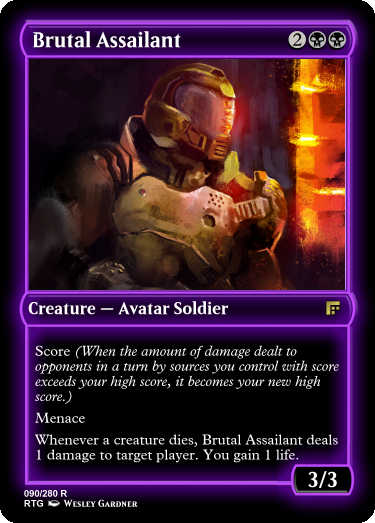 Brutal Assailant 2
Creature — Avatar Soldier
Score (When the amount of damage dealt to
opponents in a turn by sources you control with score
exceeds your high score, it becomes your new high
score.)
Menace
Whenever a creature dies, Brutal Assailant deals
1 damage to target player. You gain 1 life.
3/3
090/280 R
RTG Wesley Gardner